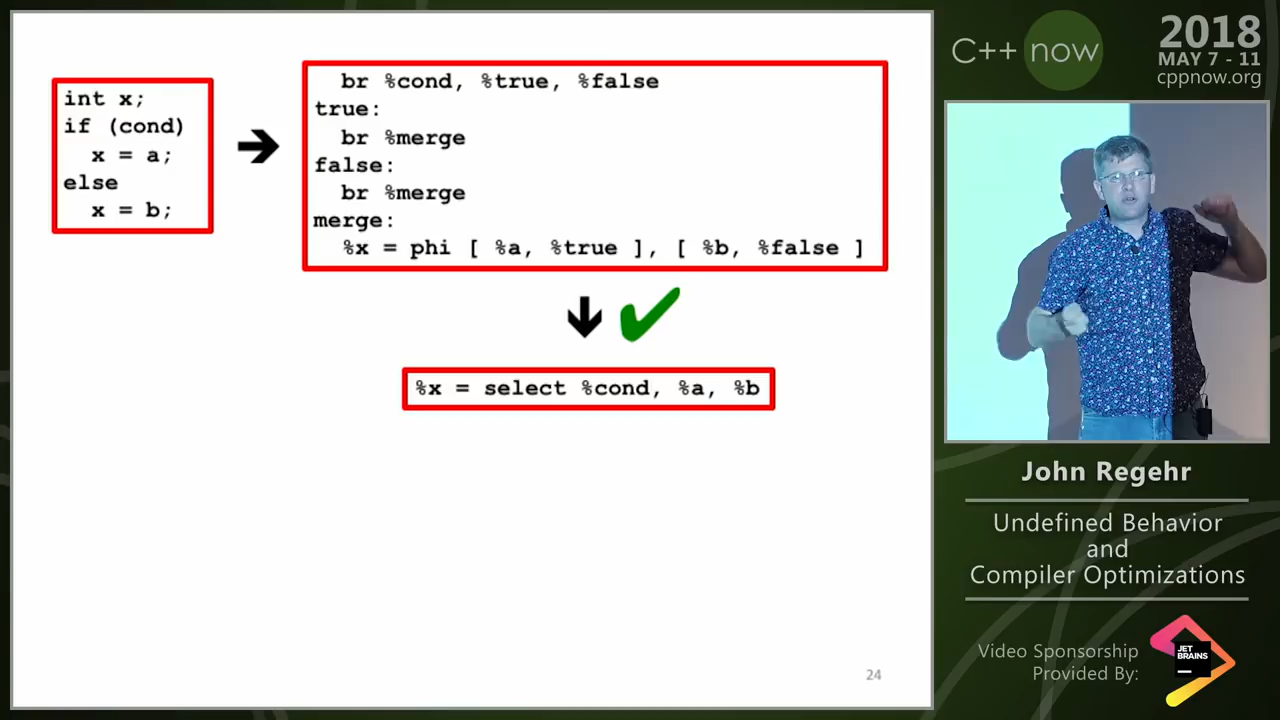 int x;
if (cond)
  x = a;
else
  x = b;
br %cond, %true, %false
true:
  br %merge
false:
  br %merge
merge:
  %x = phi [ %a, %true ], [ %b, %false ]
%x = select %cond, %a, %b
24
C++ now
2018
MAY 7 - 11
cppnow.org
John Regehr
Undefined Behavior
and
Compiler Optimizations
Video Sponsorship
Provided By:
JET
BRAINS